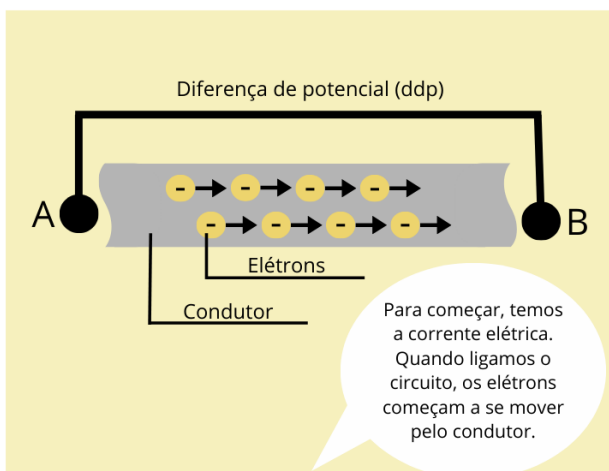 Diferença de potencial (ddp)
- - - -
A
- - - -
B
Elétrons
Condutor
Para começar, temos
a corrente elétrica.
Quando ligamos o
circuito, os elétrons
começam a se mover
pelo condutor.